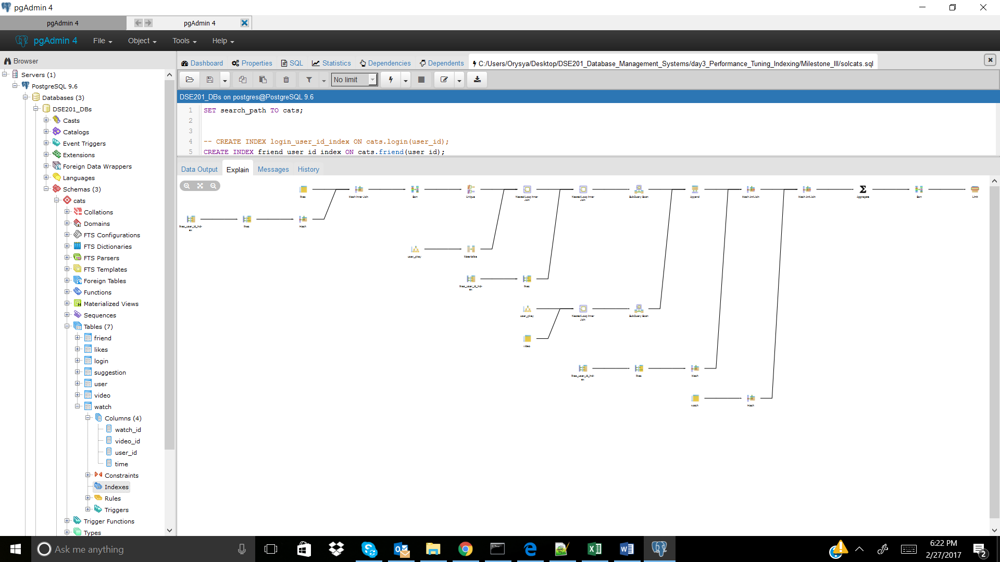 pgAdmin 4
pgAdmin 4
pgAdmin 4
pgAdmin 4
File
Object
Tools
Help
Browser
Dashboard
Properties
SQL
Statistics
Dependencies
Dependents
C:/Users/Orysya/Desktop/DSE201_Database_Management_Systems/day3_Performance_Tuning_Indexing/Milestone_III/solcats.sql
No limit
DSE201_DBs on postgres@PostgreSQL 9.6
1 SET search_path TO cats;
2
3
4 -- CREATE INDEX login_user_id_index ON cats.login(user_id);
5 CREATE INDEX friend_user_id_index ON cats.friend(user_id);
Data Output
Explain
Messages
History
Servers (1)
PostgreSQL 9.6
Databases (3)
DSE201_DBs
Casts
Catalogs
Event Triggers
Extensions
Foreign Data Wrappers
Languages
Schemas (3)
cats
Collations
Domains
FTS Configurations
FTS Dictionaries
FTS Parsers
FTS Templates
Foreign Tables
Functions
Materialized Views
Sequences
Tables (7)
friend
likes
login
suggestion
user
video
watch
Columns (4)
watch_id
video_id
user_id
time
Constraints
Indexes
Rules
Triggers
Trigger Functions
Types
likes
Hash Inner Join
Sort
Unique
Nested Loop Inner
Join
Nested Loop Inner
Join
SubQuery Scan
Append
Hash Anti Join
Hash Anti Join
Aggregate
Sort
Limit
likes_user_id_ind-
ex
likes
Hash
user_pkey
Materialize
likes_user_id_ind-
ex
likes
user_pkey
Nested Loop Inner
Join
SubQuery Scan
video
likes_user_id_ind-
ex
likes
Hash
watch
Hash
Ask me anything
6:22 PM
2/27/2017
2